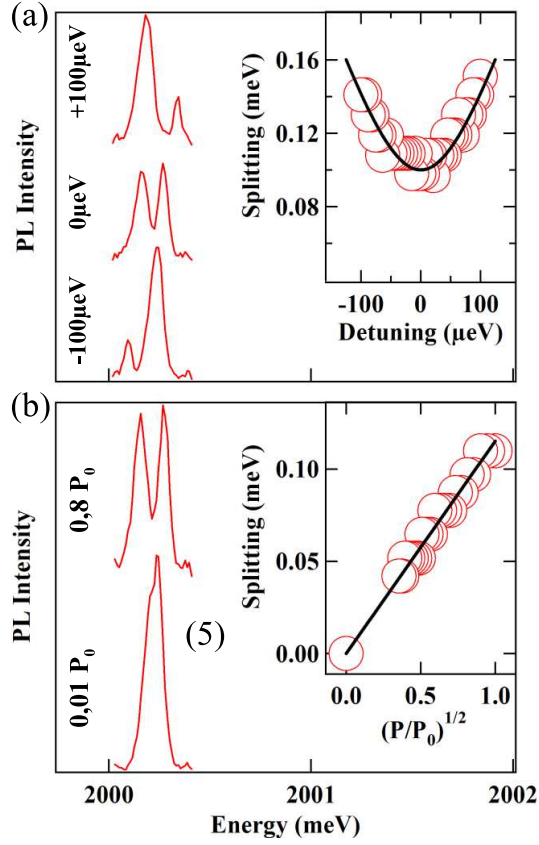 (a)
PL Intensity
+100µeV
0µeV
-100µeV
Splitting (meV)
0.16
0.12
0.08
-100 0 100
Detuning (µeV)
(b)
PL Intensity
0,8 P0
0,01 P0
(5)
Splitting (meV)
0.10
0.05
0.00
0.0 0.5 1.0
(P/P0)1/2
2000 2001 2002
Energy (meV)